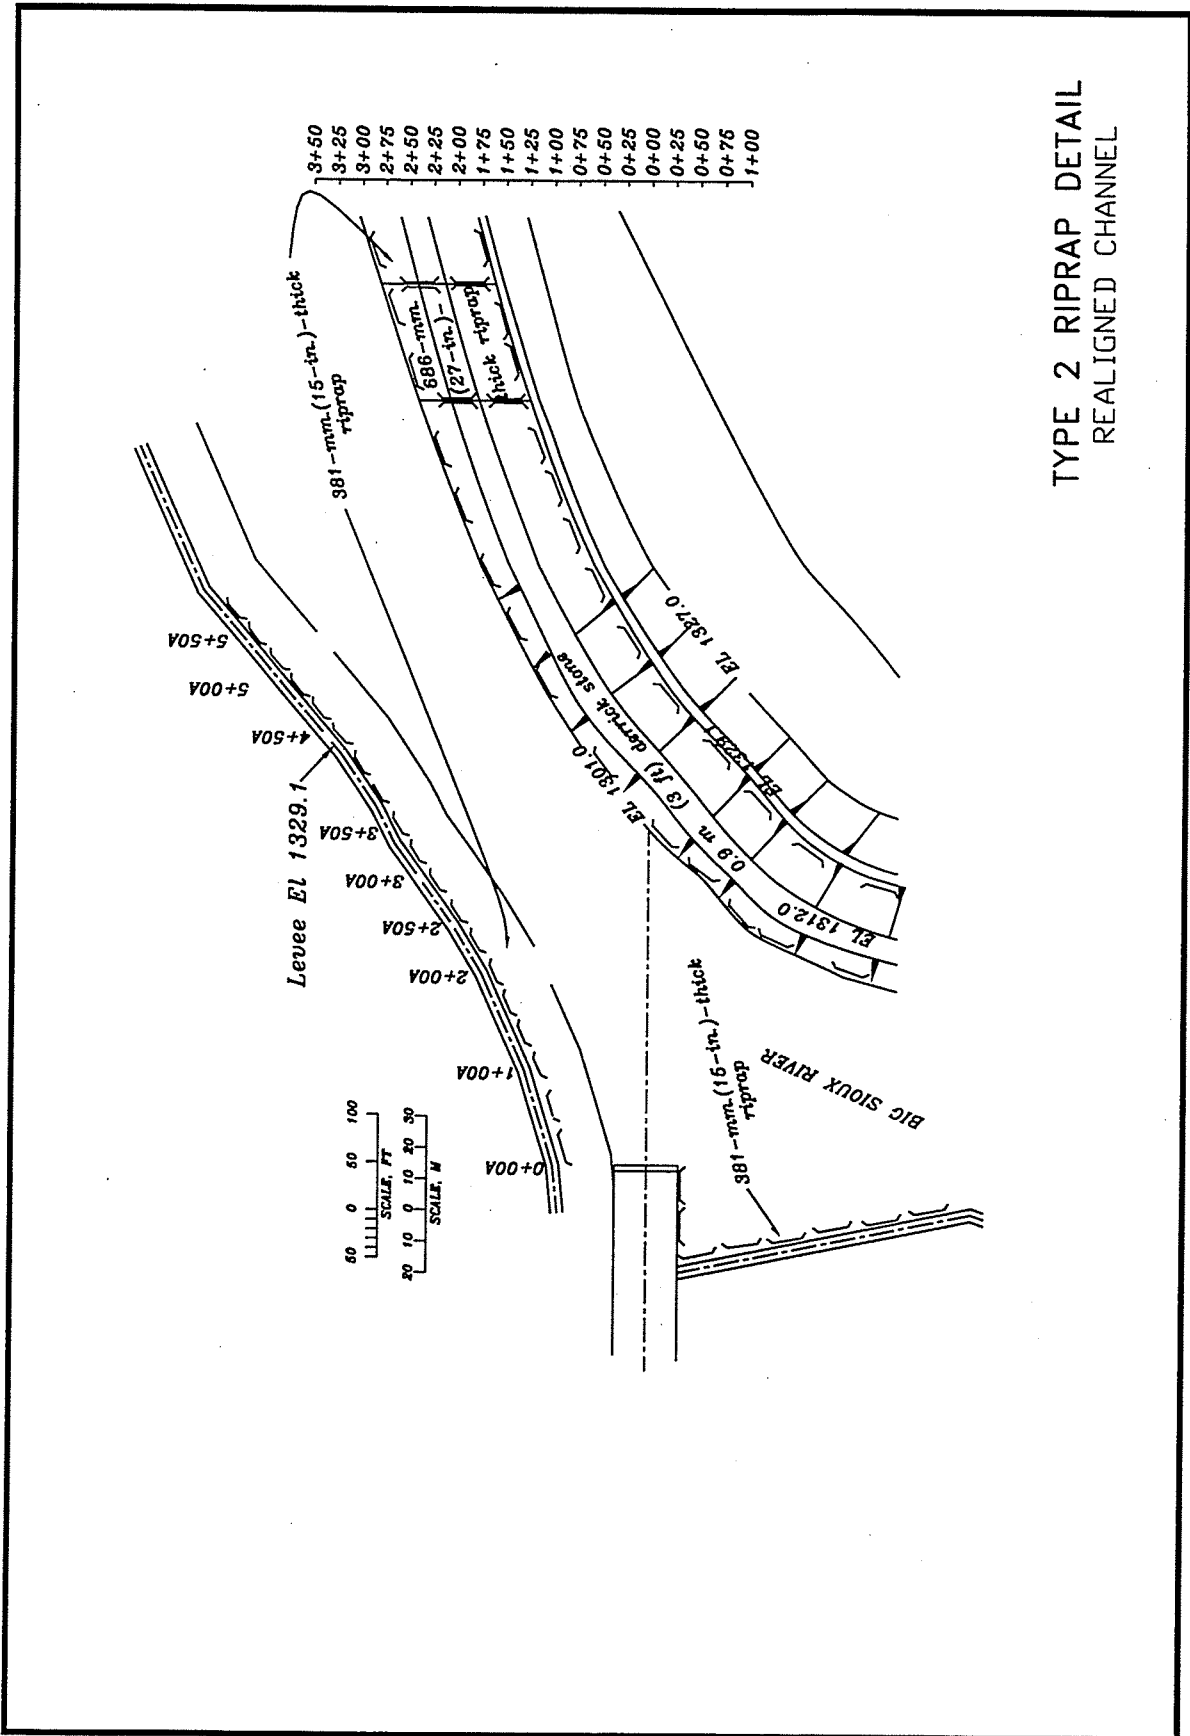 TYPE 2 RIPRAP DETAIL
REALIGNED CHANNEL
3+50
3+25
3+00
2+75
2+50
2+25
2+00
1+75
1+50
1+25
1+00
0+75
0+50
0+25
0+00
0+25
0+50
0+75
1+00
381-mm.(15-in.)-thick
riprap
686-mm.
(27-in.)-
thick riprap
5+50A
5+00A
4+50A
3+50A
3+00A
2+50A
2+00A
1+00A
0+00A
Levee El 1329.1
EL 1327.0
EL 1329.1
EL 1301.0
0.9 m (3 ft) derrick stone
EL 1312.0
381-mm.(15-in.)-thick
riprap
BIG SIOUX RIVER
50 0 50 100
SCALE, FT
20 10 0 10 20 30
SCALE, M